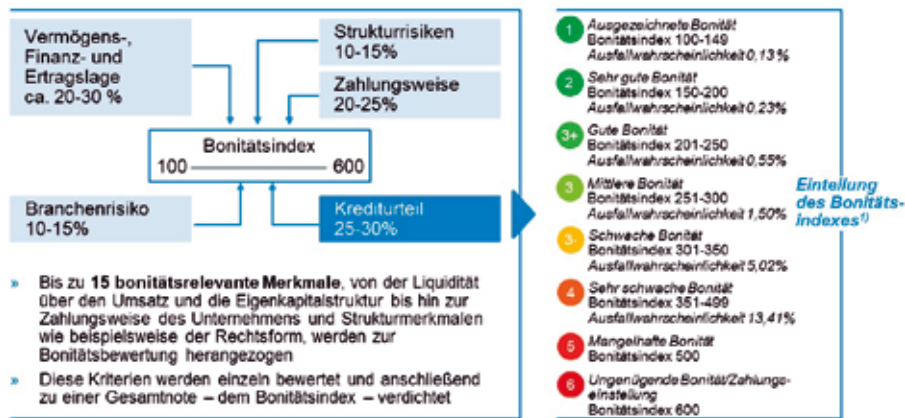 Vermögens-,
Finanz- und
Ertragslage
ca. 20-30 %
Strukturrisiken
10-15%
Zahlungsweise
20-25%
Bonitätsindex
100 600
Branchenrisiko
10-15%
Krediturteil
25-30%
» Bis zu 15 bonitätsrelevante Merkmale, von der Liquidität
über den Umsatz und die Eigenkapitalstruktur bis hin zur
Zahlungsweise des Unternehmens und Strukturmerkmalen
wie beispielsweise der Rechtsform, werden zur
Bonitätsbewertung herangezogen
» Diese Kriterien werden einzeln bewertet und anschließend
zu einer Gesamtnote – dem Bonitätsindex – verdichtet
1 Ausgezeichnete Bonität
Bonitätsindex 100-149
Ausfallwahrscheinlichkeit 0,13 %
2 Sehr gute Bonität
Bonitätsindex 150-200
Ausfallwahrscheinlichkeit 0,23%
3+ Gute Bonität
Bonitätsindex 201-250
Ausfallwahrscheinlichkeit 0,55%
3 Mittlere Bonität
Bonitätsindex 251-300
Ausfallwahrscheinlichkeit 1,50%
3- Schwache Bonität
Bonitätsindex 301-350
Ausfallwahrscheinlichkeit 5,02%
4 Sehr schwache Bonität
Bonitätsindex 351-499
Ausfallwahrscheinlichkeit 13,41%
5 Mangelhafte Bonität
Bonitätsindex 500
6 Ungenügende Bonität/Zahlungs-
einstellung
Bonitätsindex 600
Einteilung
des Bonitäts-
indexes¹⁾